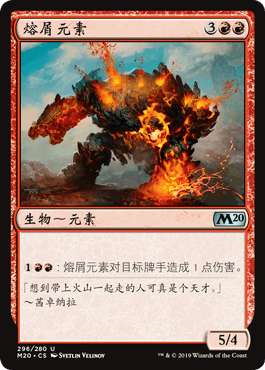 熔屑元素 3
生物～元素 M20
1：熔屑元素对目标牌手造成1点伤害。
「想到带上火山一起走的人可真是个天才。」
～茜卓纳拉
5/4
296/280 U
M20 • CS SVETLIN VELINOV ™ & © 2019 Wizards of the Coast